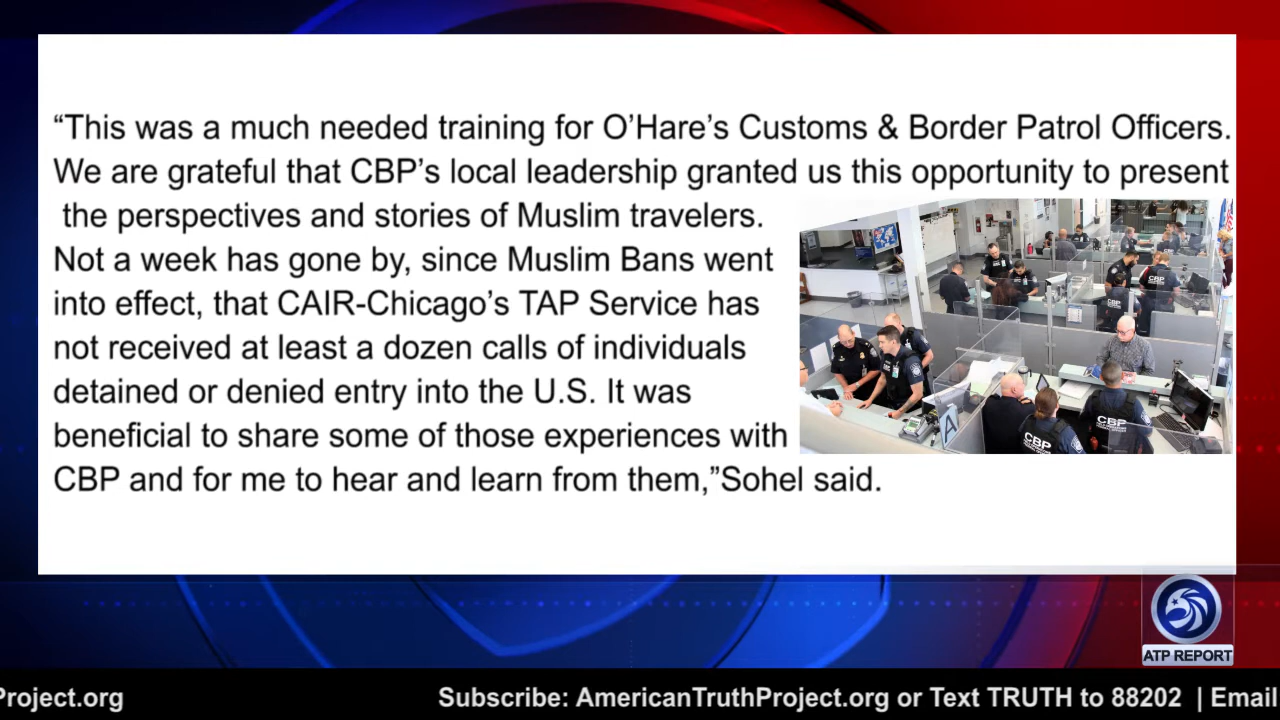 “This was a much needed training for O’Hare’s Customs & Border Patrol Officers.
We are grateful that CBP’s local leadership granted us this opportunity to present
the perspectives and stories of Muslim travelers.
Not a week has gone by, since Muslim Bans went
into effect, that CAIR-Chicago’s TAP Service has
not received at least a dozen calls of individuals
detained or denied entry into the U.S. It was
beneficial to share some of those experiences with
CBP and for me to hear and learn from them,”Sohel said.
CBP
CBP
CBP
CBP
A
ATP REPORT
Project.org
Subscribe: AmericanTruthProject.org or Text TRUTH to 88202 | Email